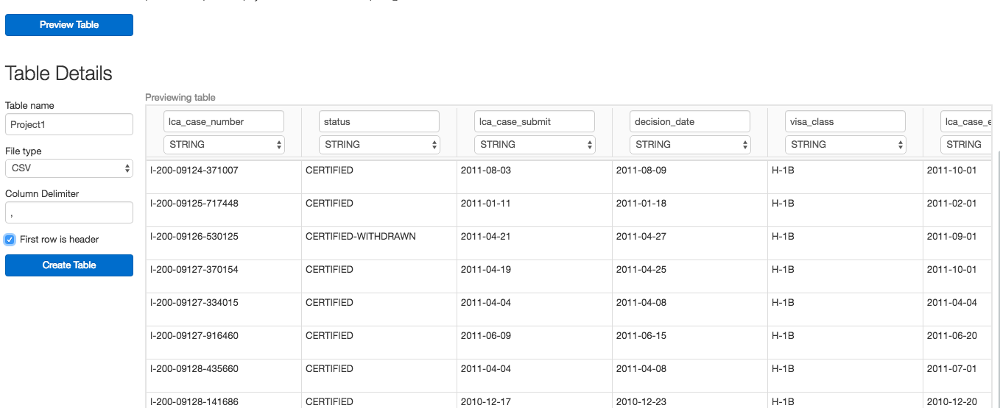 Preview Table
Table Details
Table name
Project1
File type
CSV
Column Delimiter
,
First row is header
Create Table
Previewing table
lca_case_number status lca_case_submit decision_date visa_class lca_case_e
STRING STRING STRING STRING STRING STRING
I-200-09124-371007 CERTIFIED 2011-08-03 2011-08-09 H-1B 2011-10-01
I-200-09125-717448 CERTIFIED 2011-01-11 2011-01-18 H-1B 2011-02-01
I-200-09126-530125 CERTIFIED-WITHDRAWN 2011-04-21 2011-04-27 H-1B 2011-09-01
I-200-09127-370154 CERTIFIED 2011-04-19 2011-04-25 H-1B 2011-10-01
I-200-09127-334015 CERTIFIED 2011-04-04 2011-04-08 H-1B 2011-04-04
I-200-09127-916460 CERTIFIED 2011-06-09 2011-06-15 H-1B 2011-06-20
I-200-09128-435660 CERTIFIED 2011-04-04 2011-04-08 H-1B 2011-07-01
I-200-09128-141686 CERTIFIED 2010-12-17 2010-12-23 H-1B 2010-12-20